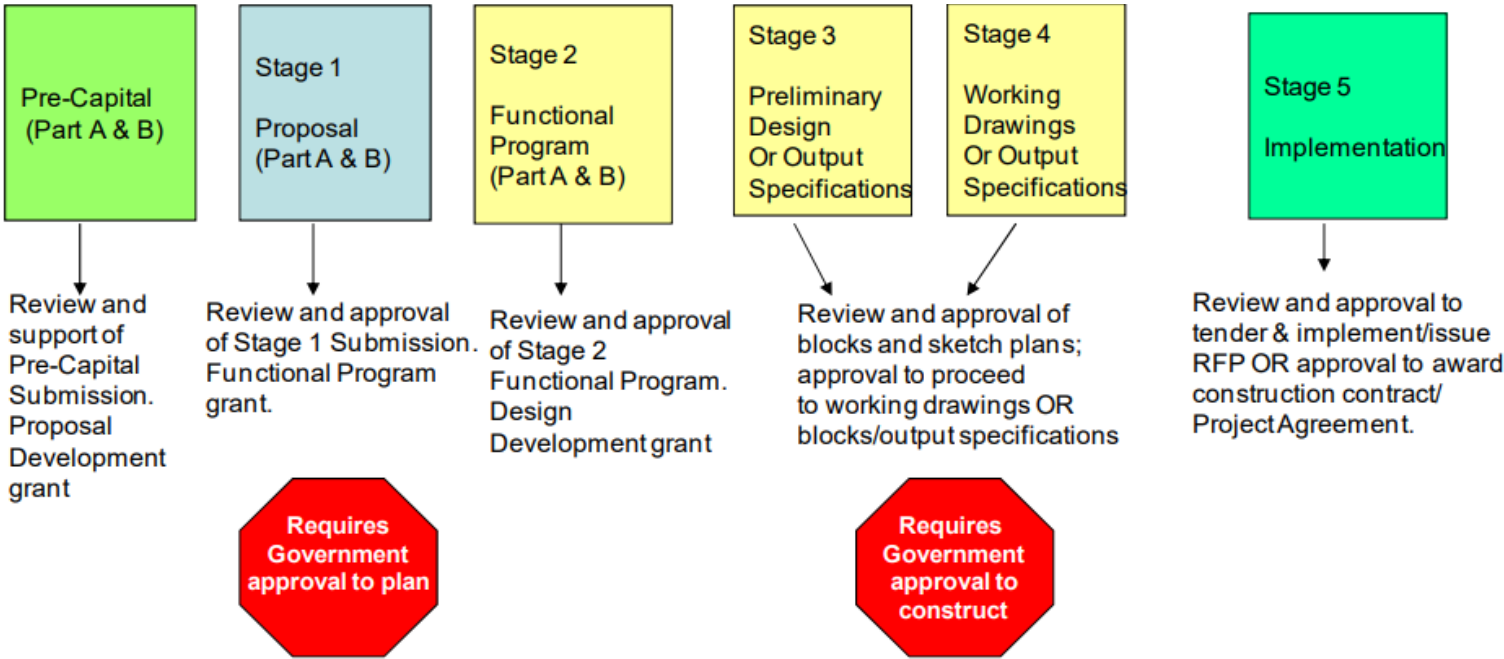 Pre-Capital
(Part A & B)
Stage 1
Proposal
(Part A & B)
Stage 2
Functional
Program
(Part A & B)
Stage 3
Preliminary
Design
Or Output
Specifications
Stage 4
Working
Drawings
Or Output
Specifications
Stage 5
Implementation
Review and
support of
Pre-Capital
Submission.
Proposal
Development
grant
Review and approval
of Stage 1 Submission.
Functional Program
grant.
Review and approval
of Stage 2
Functional Program.
Design
Development grant
Review and approval of
blocks and sketch plans;
approval to proceed
to working drawings OR
blocks/output specifications
Review and approval to
tender & implement/issue
RFP OR approval to award
construction contract/
Project Agreement.
Requires
Government
approval to plan
Requires
Government
approval to
construct